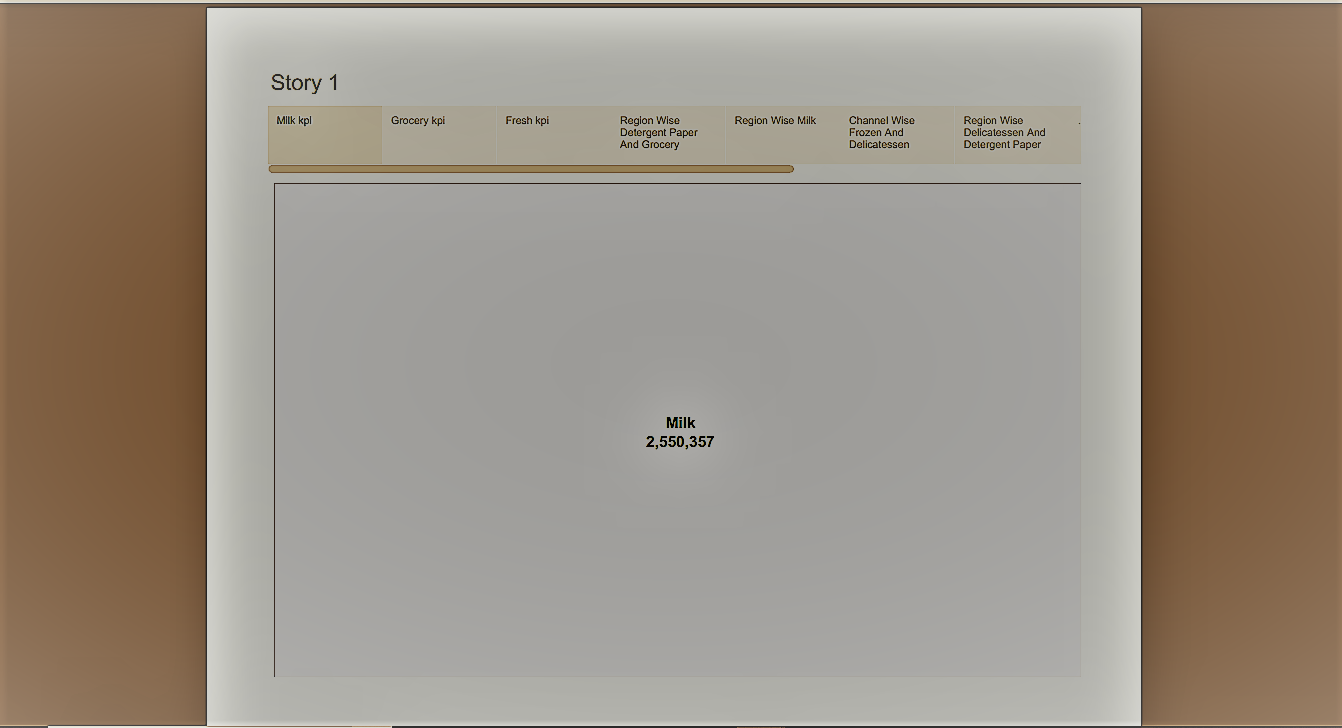 Story 1
Milk kpI
Grocery kpi
Fresh kpi
Region Wise
Detergent Paper
And Grocery
Region Wise Milk
Channel Wise
Frozen And
Delicatessen
Region Wise
Delicatessen And
Detergent Paper
Milk
2,550,357